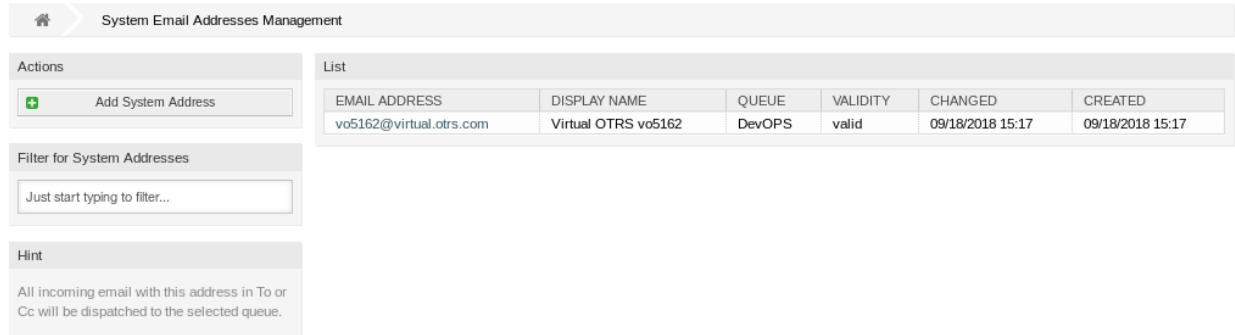 System Email Addresses Management
Actions
Add System Address
Filter for System Addresses
Just start typing to filter...
Hint
All incoming email with this address in To or
Cc will be dispatched to the selected queue.
List
EMAIL ADDRESS DISPLAY NAME QUEUE VALIDITY CHANGED CREATED
vo5162@virtual.otrs.com Virtual OTRS vo5162 DevOPS valid 09/18/2018 15:17 09/18/2018 15:17